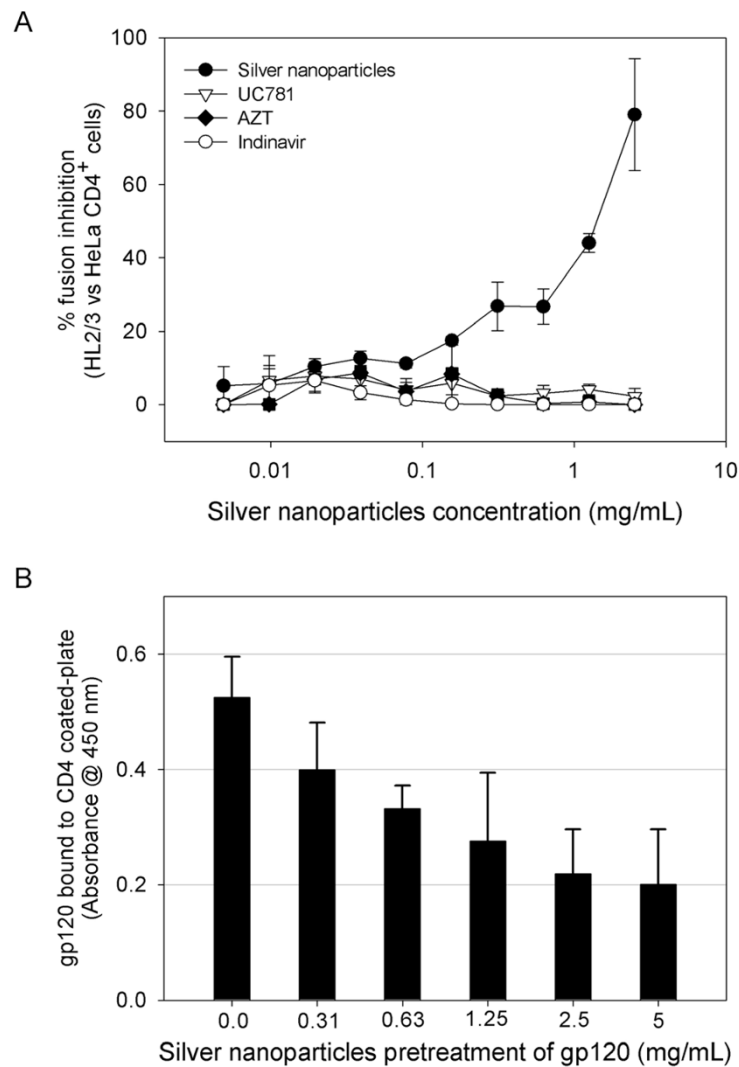 A
% fusion inhibition
(HL2/3 vs HeLa CD4+ cells)
100
80
60
40
20
0
Silver nanoparticles
UC781
AZT
Indinavir
0.01
0.1
1
10
Silver nanoparticles concentration (mg/mL)
B
gp120 bound to CD4 coated-plate
(Absorbance @ 450 nm)
0.6
0.4
0.2
0.0
0.0
0.31
0.63
1.25
2.5
5
Silver nanoparticles pretreatment of gp120 (mg/mL)